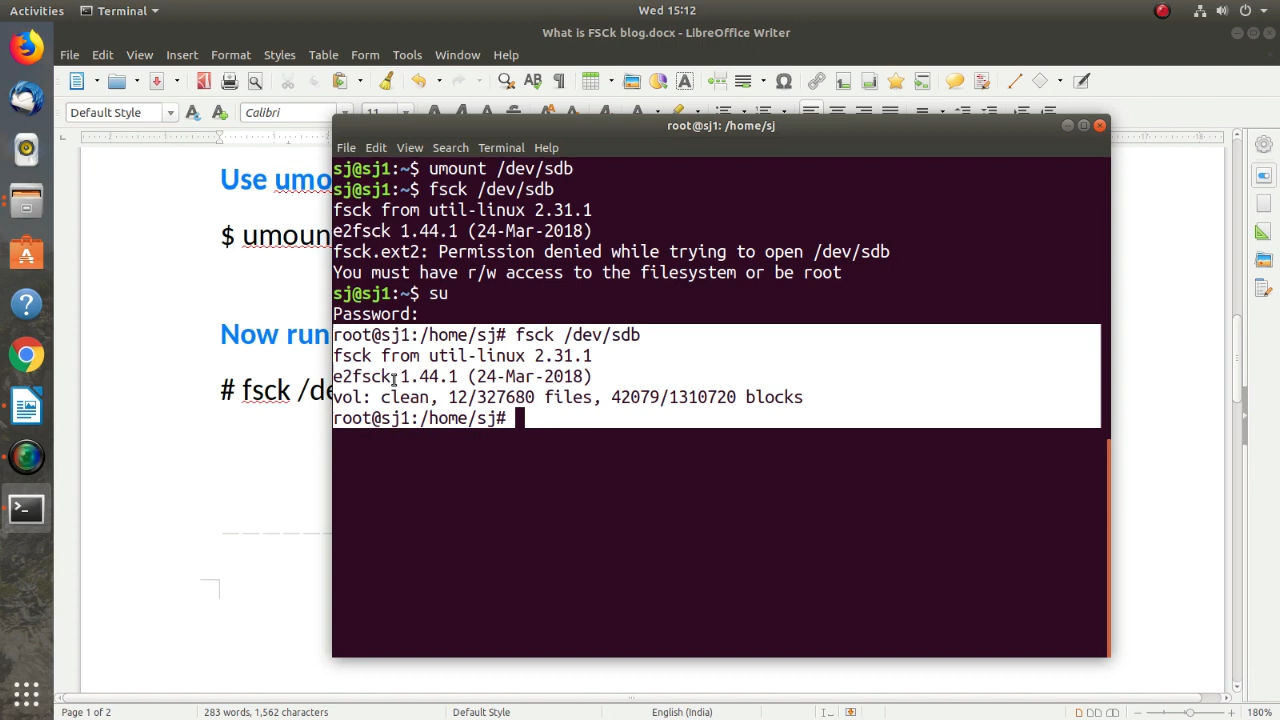 Activities Terminal Wed 15:12
What is FSCk blog.docx - LibreOffice Writer
File Edit View Insert Format Styles Table Form Tools Window Help
Default Style Calibri 11
root@sj1: /home/sj
File Edit View Search Terminal Help
Use umo
$ umoun
Now run
# fsck /de
sj@sj1:~$ umount /dev/sdb
sj@sj1:~$ fsck /dev/sdb
fsck from util-linux 2.31.1
e2fsck 1.44.1 (24-Mar-2018)
fsck.ext2: Permission denied while trying to open /dev/sdb
You must have r/w access to the filesystem or be root
sj@sj1:~$ su
Password:
root@sj1:/home/sj# fsck /dev/sdb
fsck from util-linux 2.31.1
e2fsck 1.44.1 (24-Mar-2018)
vol: clean, 12/327680 files, 42079/1310720 blocks
root@sj1:/home/sj#
Page 1 of 2 283 words, 1,562 characters Default Style English (India) 180%